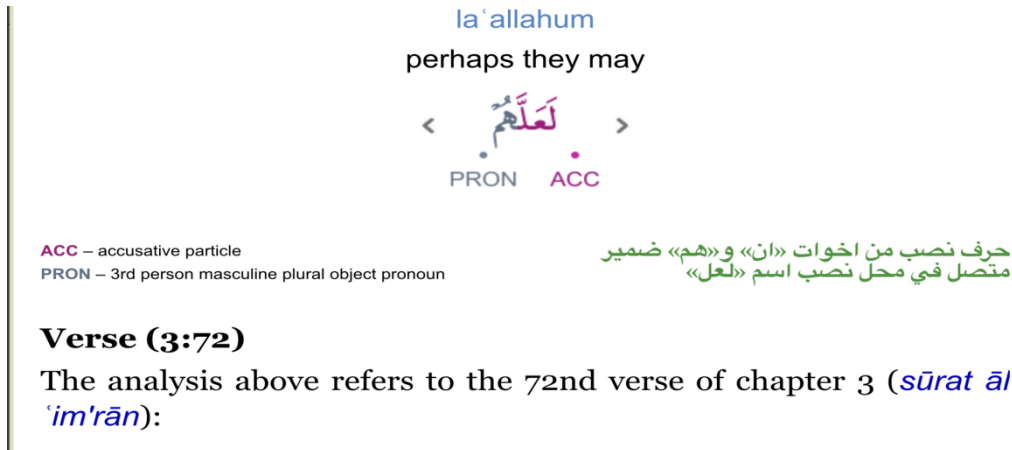 laʿallahum
perhaps they may
لَعَلَّهُمْ
PRON ACC
ACC – accusative particle
PRON – 3rd person masculine plural object pronoun
حرف نصب من اخوات «ان» و«هم» ضمير
متصل في محل نصب اسم «لعل»
Verse (3:72)
The analysis above refers to the 72nd verse of chapter 3 (sūrat āl
ʿim'rān):